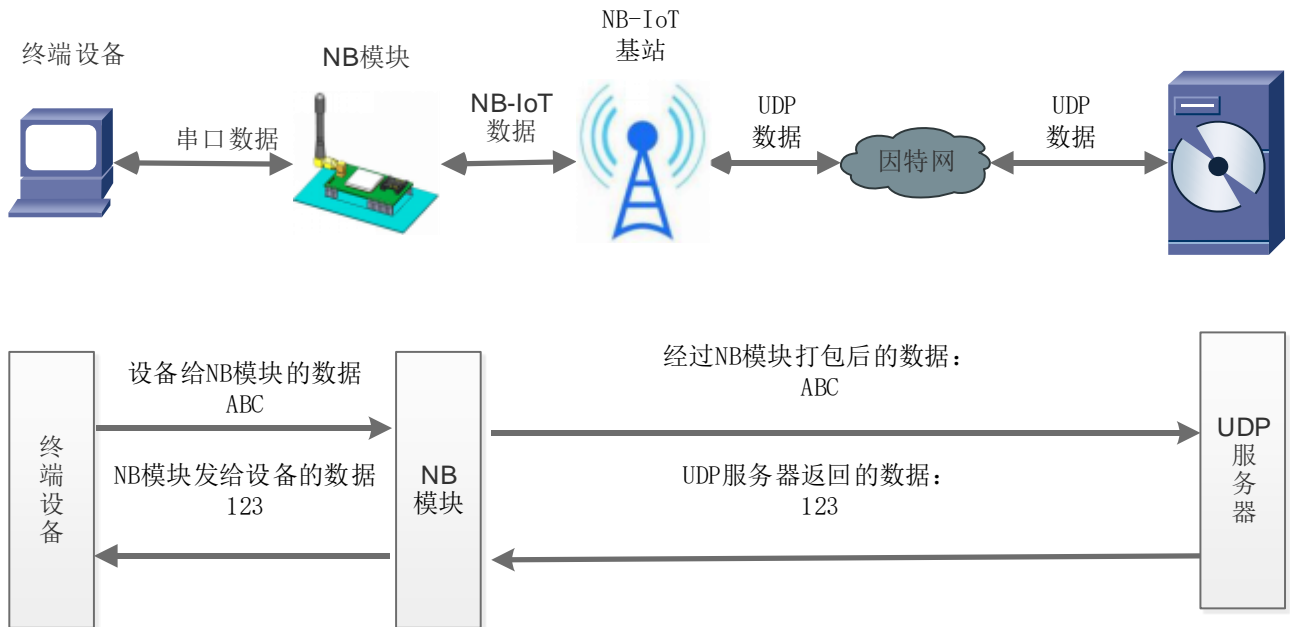 终端设备
NB模块
NB-IoT
基站
串口数据
NB-IoT
数据
UDP
数据
因特网
UDP
数据
设备给NB模块的数据
ABC
经过NB模块打包后的数据:
ABC
终
端
设
备
NB模块发给设备的数据
123
NB
模块
UDP服务器返回的数据:
123
UDP
服
务
器